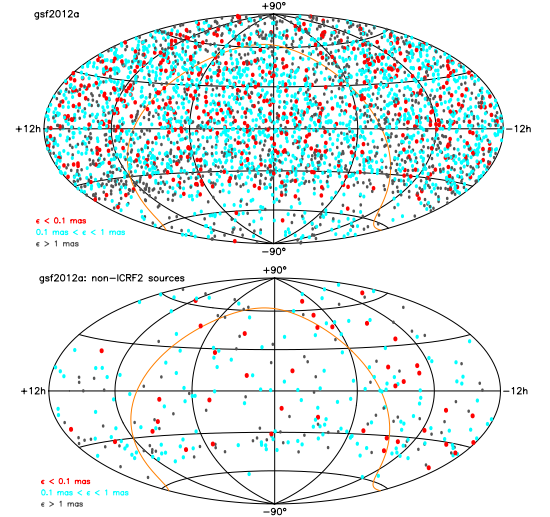 +90°
gsf2012a
+12h
−12h
ϵ < 0.1 mas
0.1 mas < ϵ < 1 mas
ϵ > 1 mas
−90°
+90°
gsf2012a: non-ICRF2 sources
+12h
−12h
ϵ < 0.1 mas
0.1 mas < ϵ < 1 mas
ϵ > 1 mas
−90°